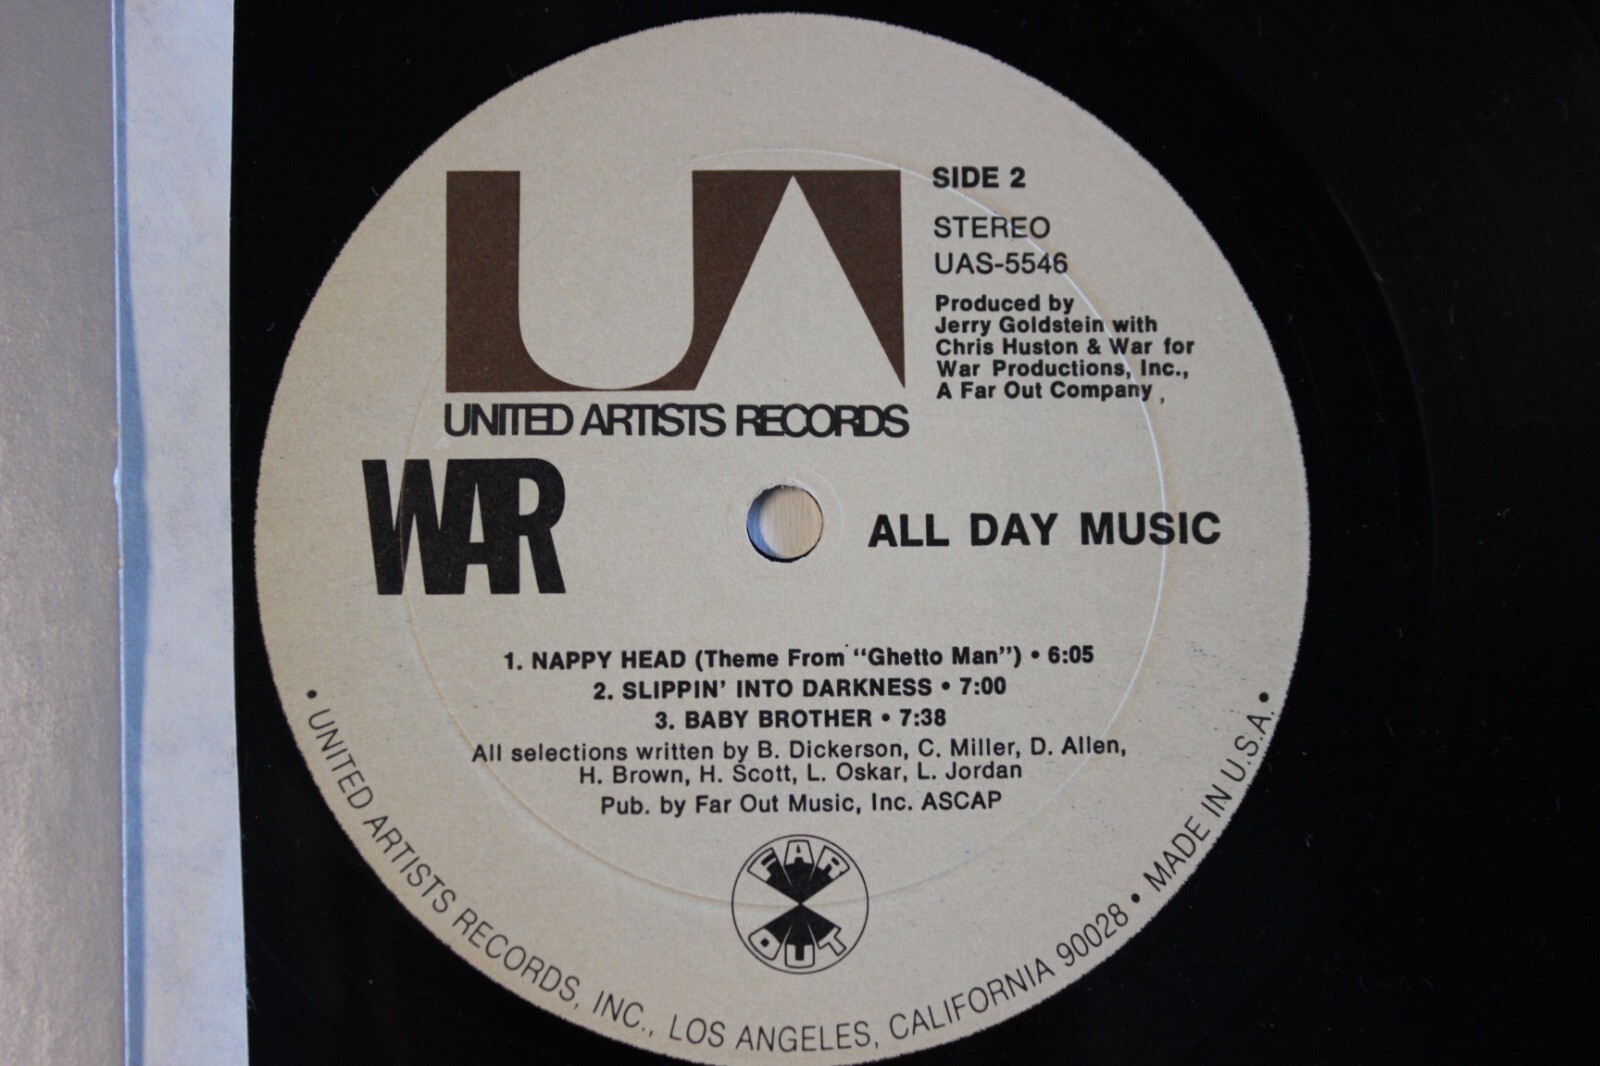 UA
SIDE 2
STEREO
UAS-5546
Produced by
Jerry Goldstein with
Chris Huston & War for
War Productions, Inc.,
A Far Out Company
UNITED ARTISTS RECORDS
WAR
ALL DAY MUSIC
1. NAPPY HEAD (Theme From "Ghetto Man") • 6:05
2. SLIPPIN' INTO DARKNESS • 7:00
3. BABY BROTHER • 7:38
All selections written by B. Dickerson, C. Miller, D. Allen,
H. Brown, H. Scott, L. Oskar, L. Jordan
Pub. by Far Out Music, Inc. ASCAP
FAR
OUT
• UNITED ARTISTS RECORDS, INC., LOS ANGELES, CALIFORNIA 90028 • MADE IN U.S.A. •